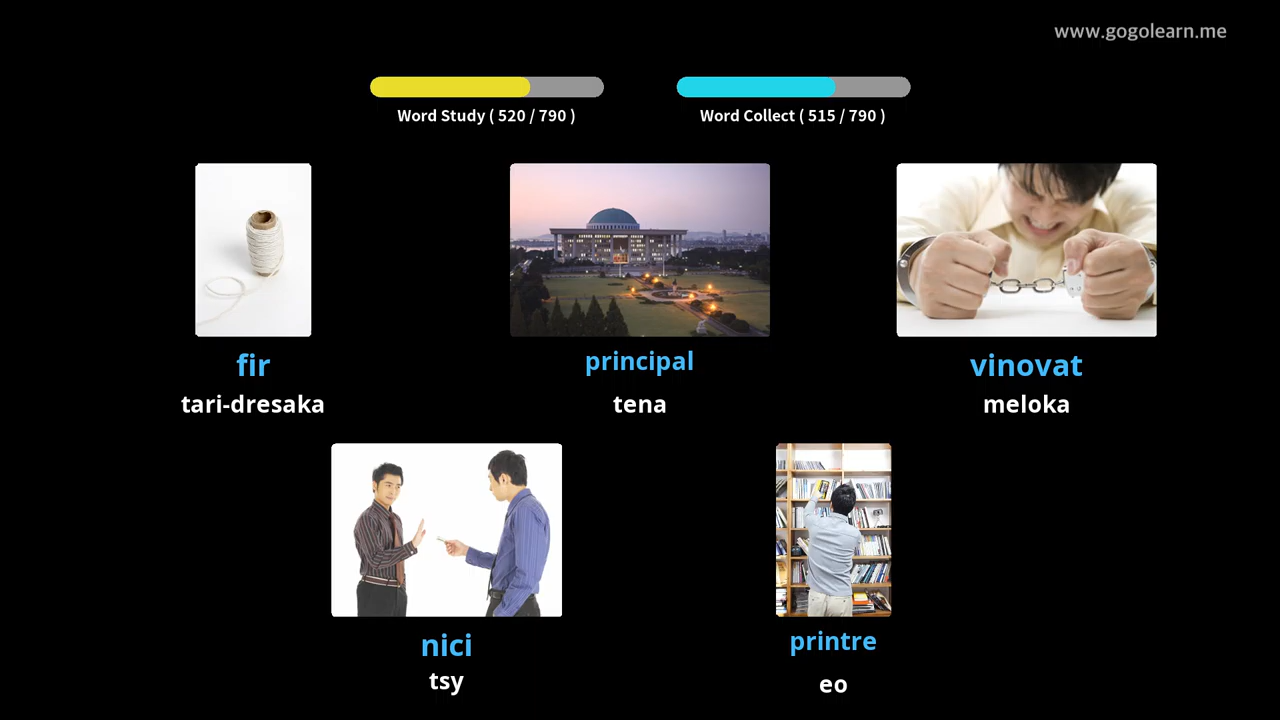 www.gogolearn.me
Word Study ( 520 / 790 )
Word Collect ( 515 / 790 )
fir
tari-dresaka
principal
tena
vinovat
meloka
nici
tsy
printre
eo